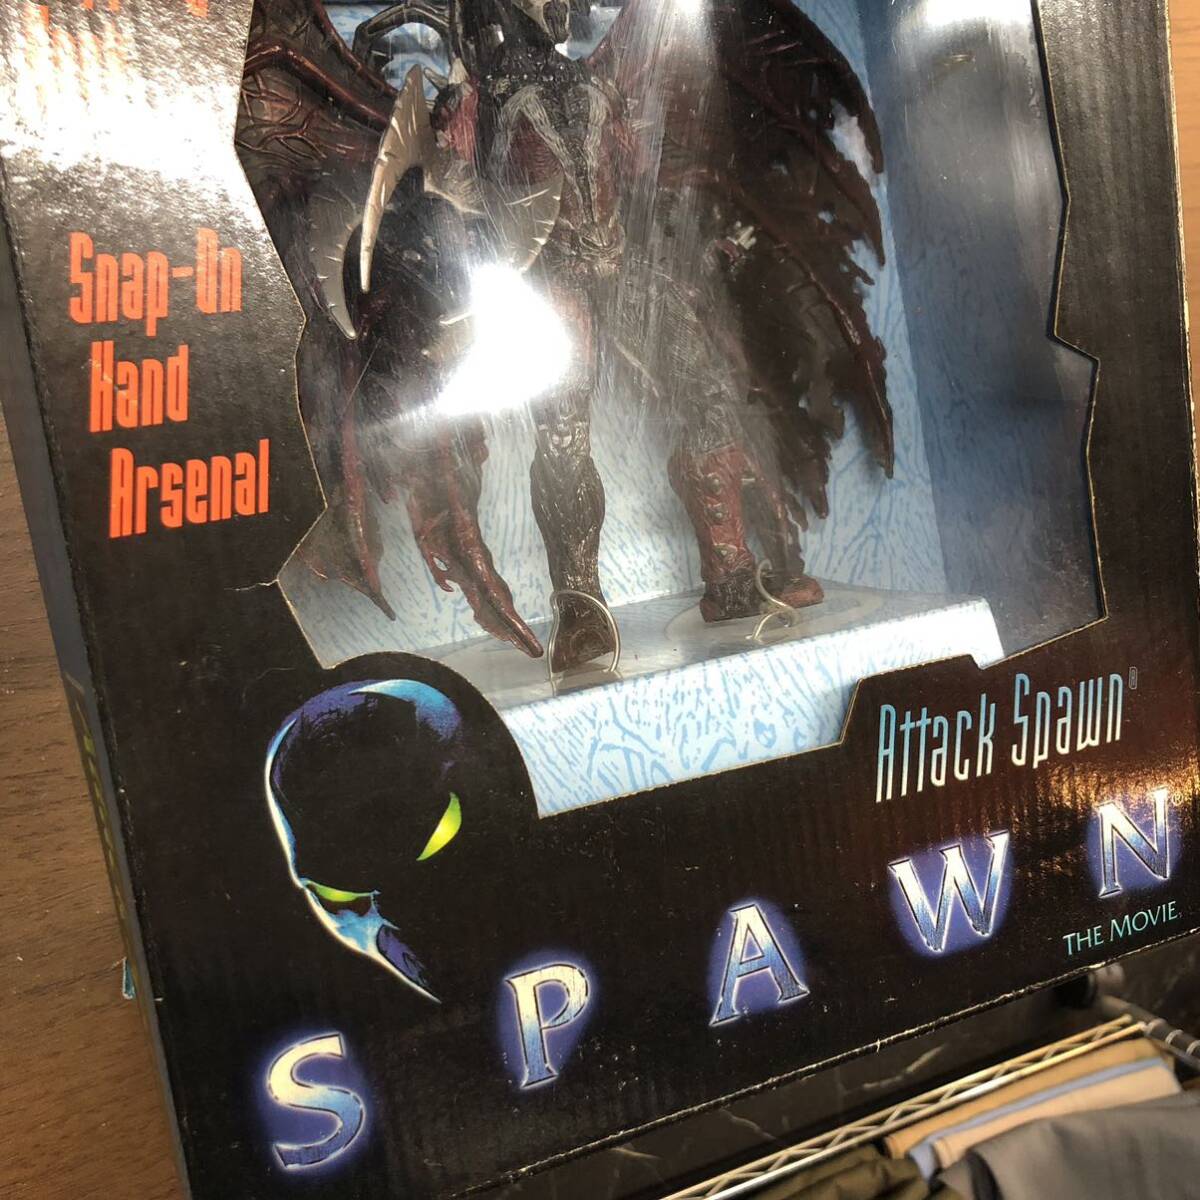 Snap-On
Hand
Arsenal
Attack Spawn®
SPAWN®
THE MOVIE